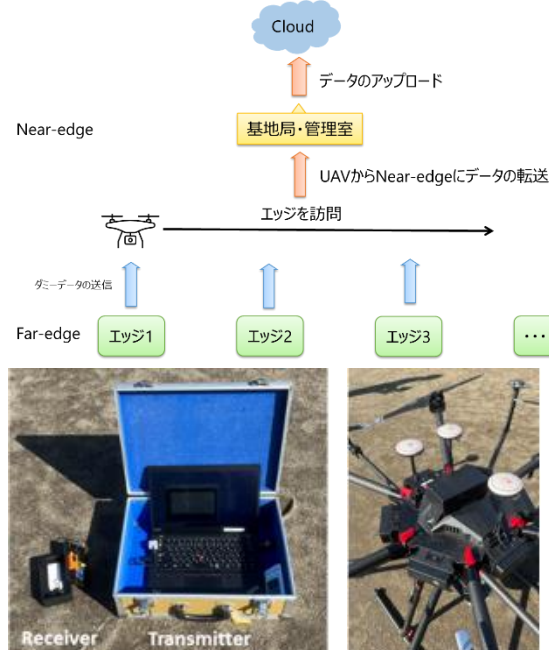 Cloud
データのアップロード
Near-edge
基地局・管理室
UAVからNear-edgeにデータの転送
エッジを訪問
ダミーデータの送信
Far-edge
エッジ1
エッジ2
エッジ3
…
Receiver
Transmitter